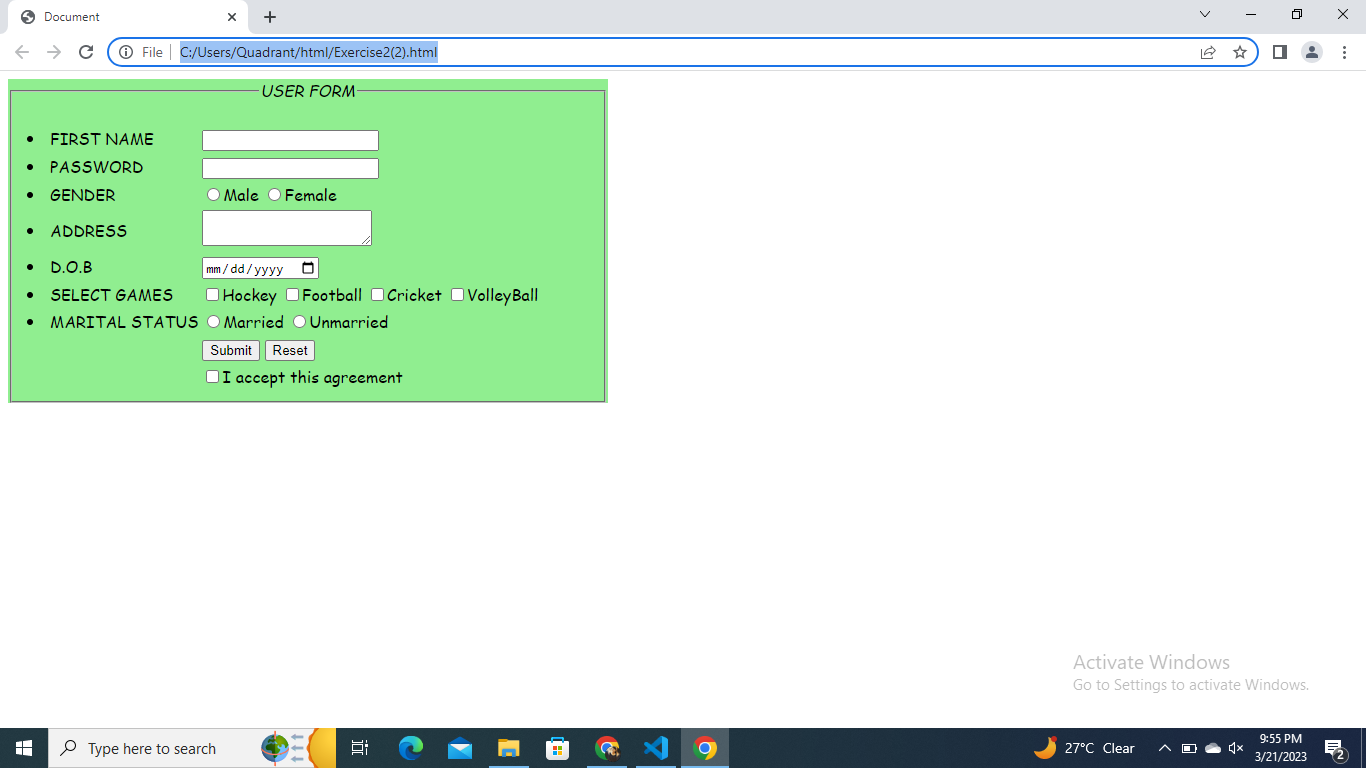 Document
File C:/Users/Quadrant/html/Exercise2(2).html
USER FORM
• FIRST NAME
• PASSWORD
• GENDER Male Female
• ADDRESS
• D.O.B mm/dd/yyyy
• SELECT GAMES Hockey Football Cricket VolleyBall
• MARITAL STATUS Married Unmarried
Submit Reset
I accept this agreement
Activate Windows
Go to Settings to activate Windows.
Type here to search 27°C Clear 9:55 PM
3/21/2023 2